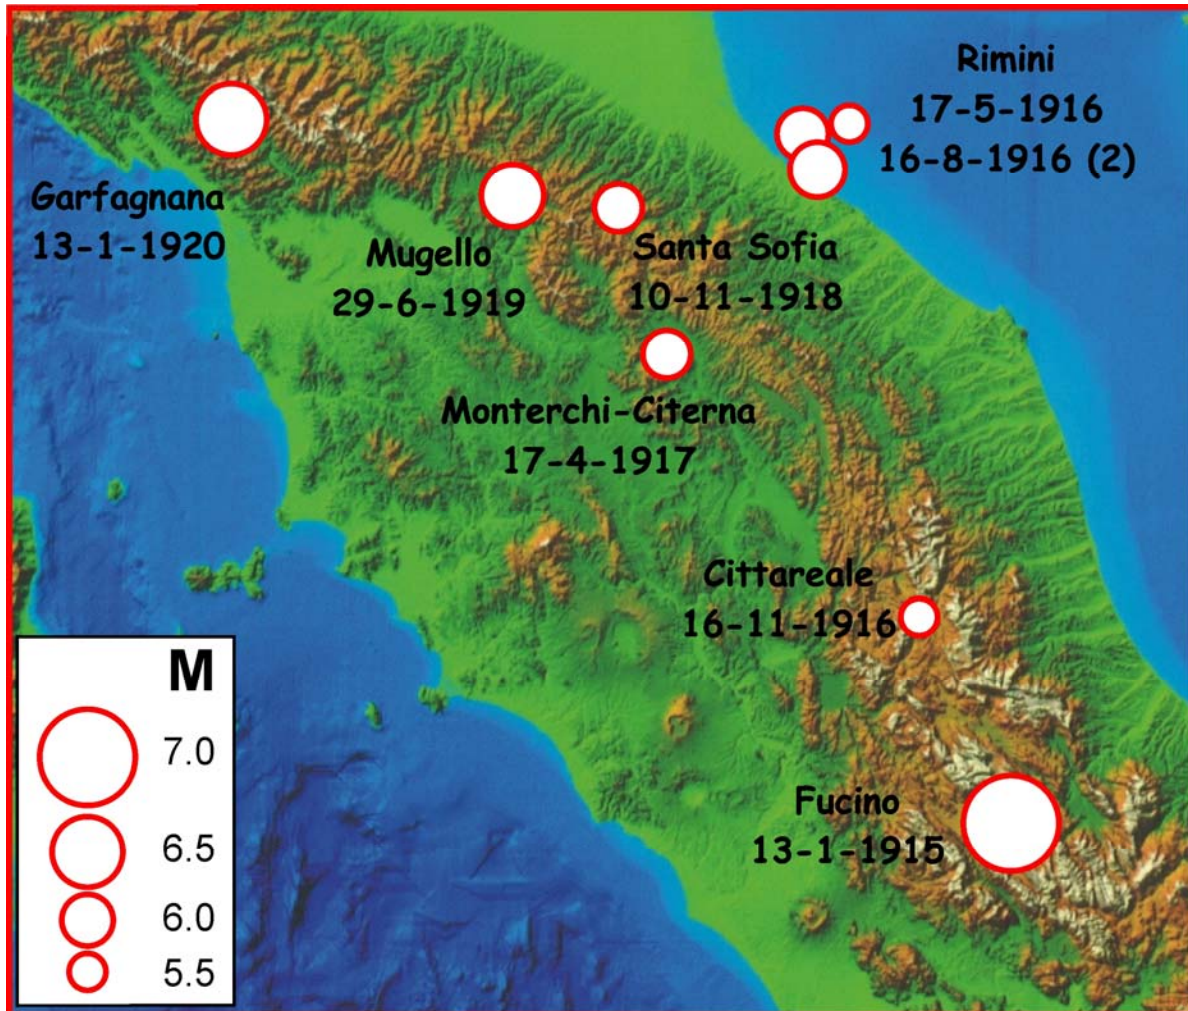 Rimini
17-5-1916
16-8-1916 (2)
Garfagnana
13-1-1920
Mugello
29-6-1919
Santa Sofia
10-11-1918
Monterchi-Citerna
17-4-1917
Cittareale
16-11-1916
Fucino
13-1-1915
M
7.0
6.5
6.0
5.5